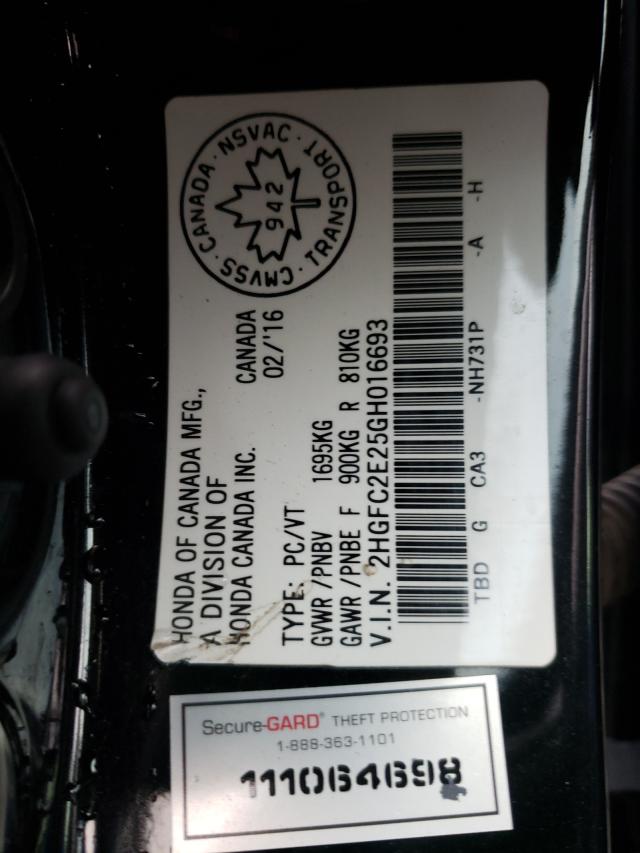 HONDA OF CANADA MFG.,
A DIVISION OF
HONDA CANADA INC. CANADA
02/'16
TYPE: PC/VT
GVWR/PNBV 1695KG
GAWR/PNBE F 900KG R 810KG
V.I.N. 2HGFC2E25GH016693
TBD G CA3 -NH731P -A -H
CMVSS · CANADA · NSVAC · TRANSPORT ·
942
Secure-GARD® THEFT PROTECTION
1-888-363-1101
111064698